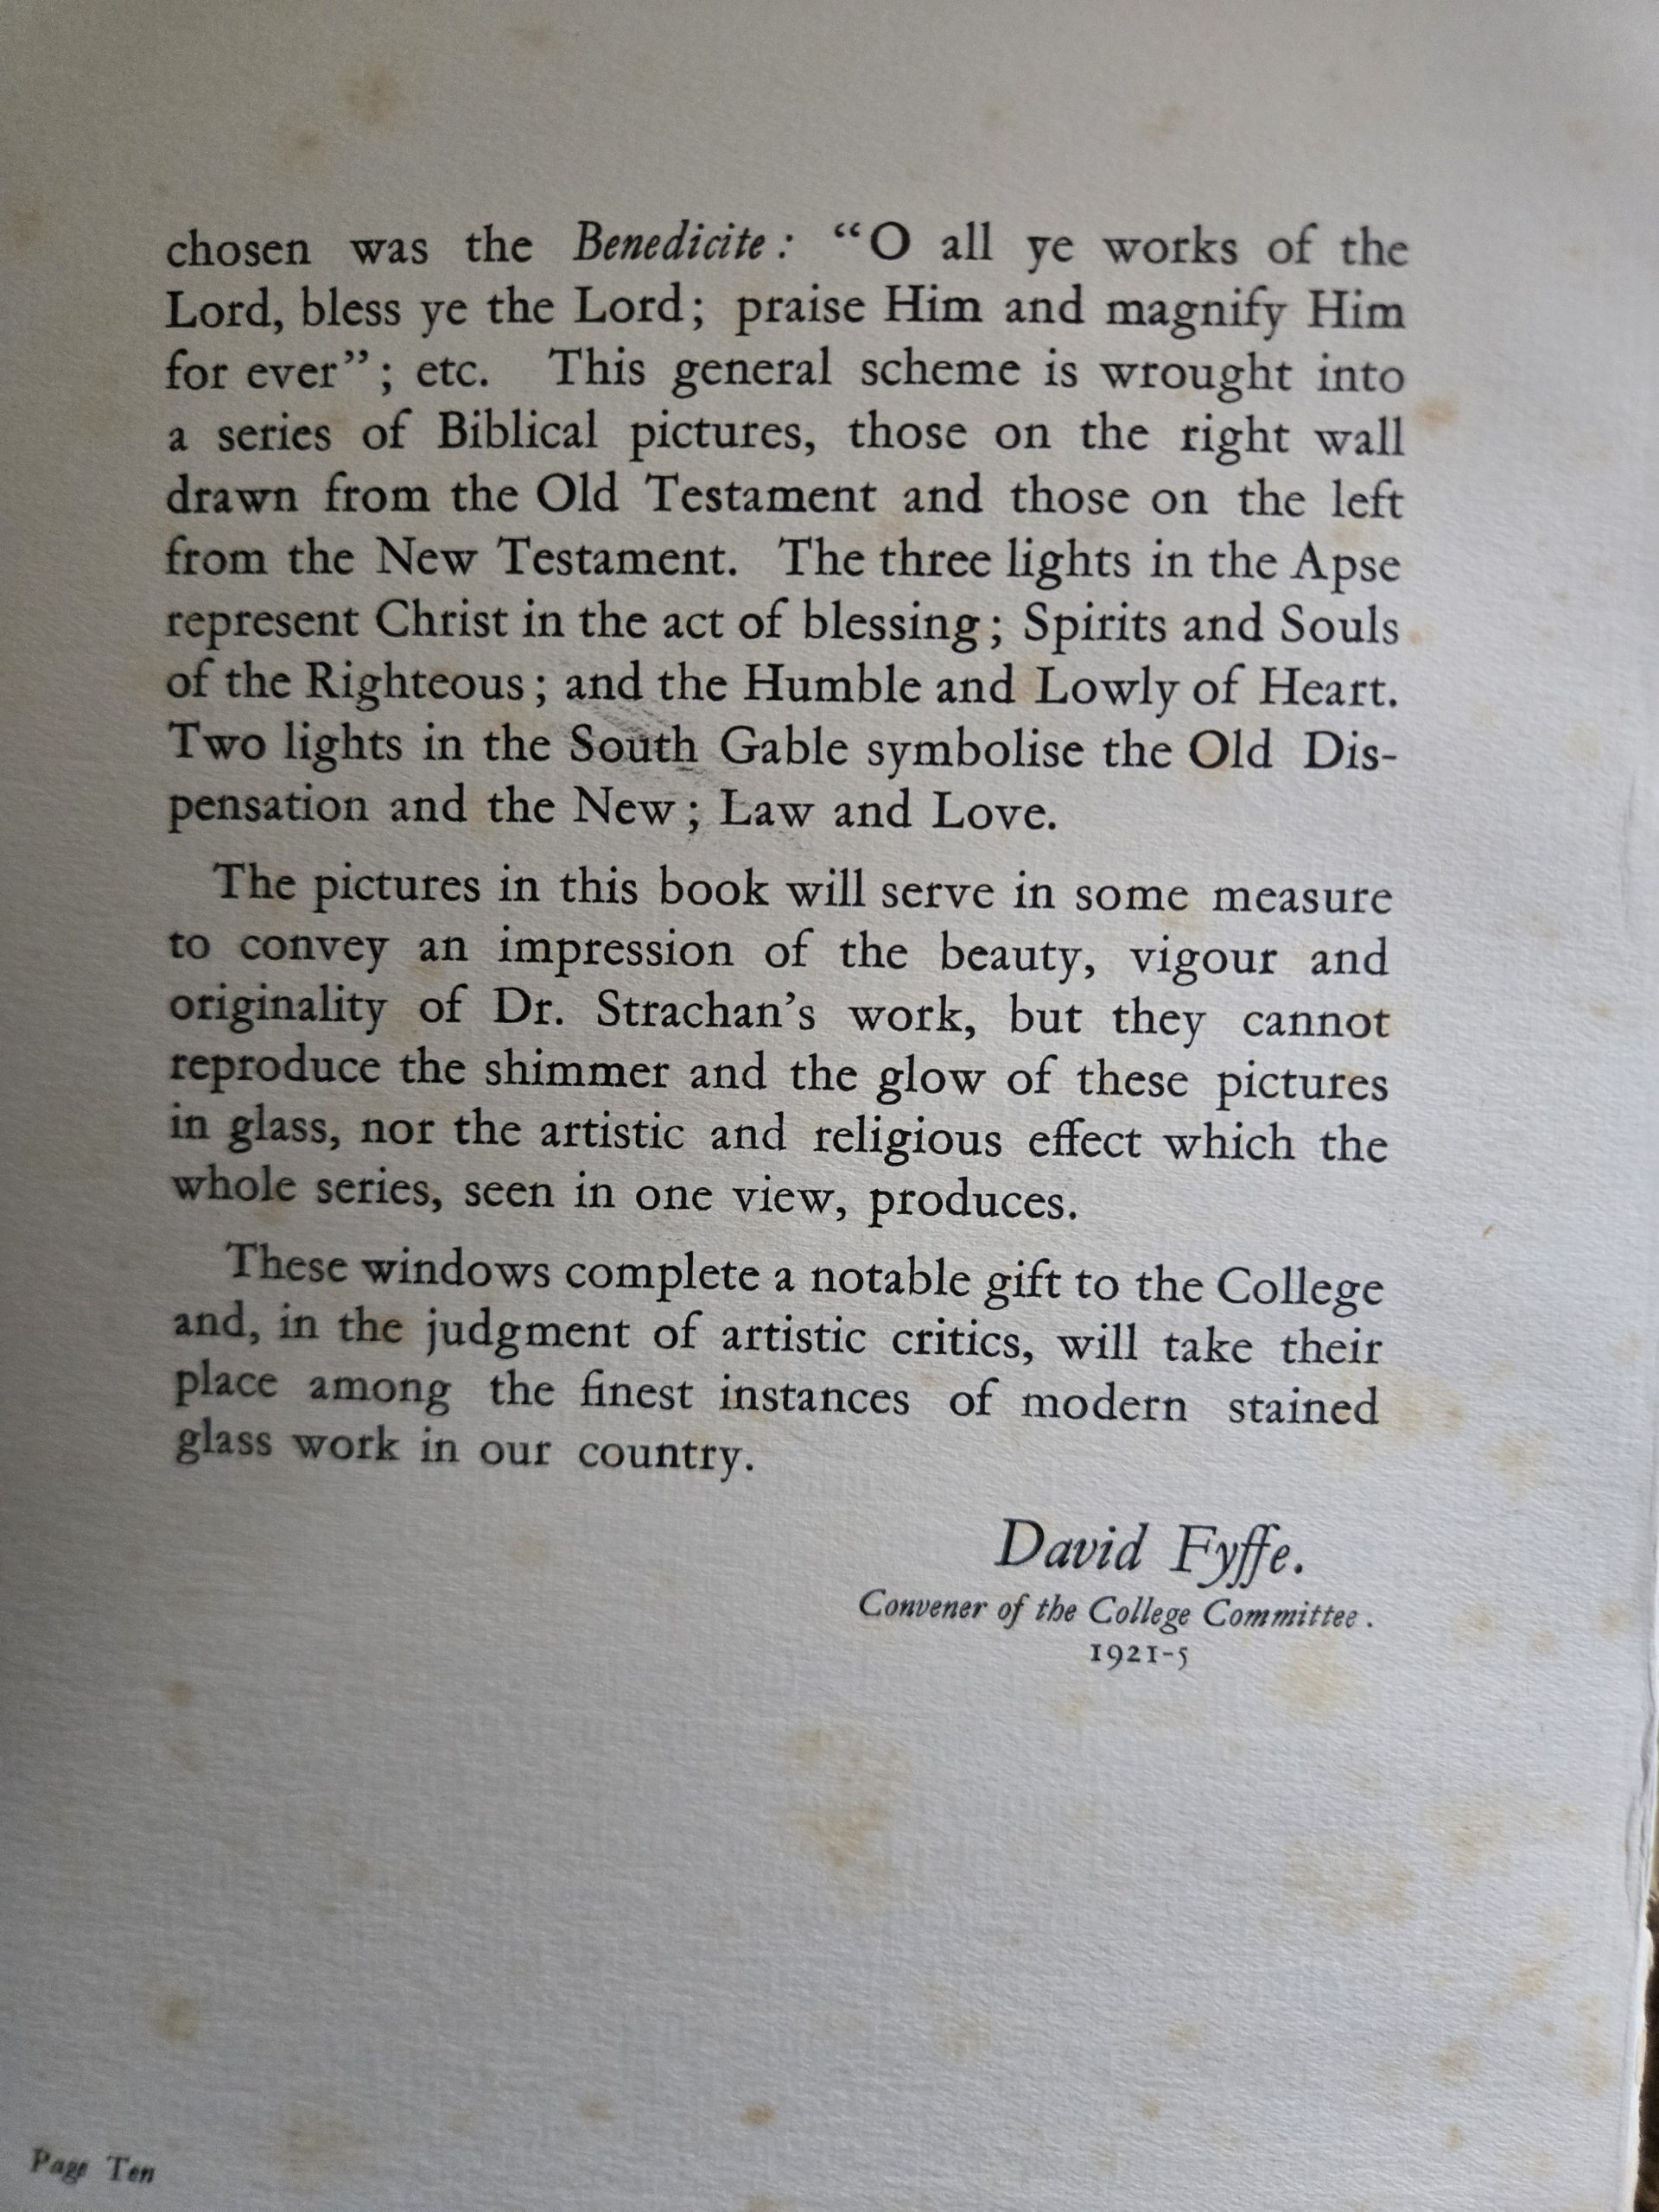 chosen was the Benedicite : “O all ye works of the
Lord, bless ye the Lord; praise Him and magnify Him
for ever”; etc. This general scheme is wrought into
a series of Biblical pictures, those on the right wall
drawn from the Old Testament and those on the left
from the New Testament. The three lights in the Apse
represent Christ in the act of blessing; Spirits and Souls
of the Righteous; and the Humble and Lowly of Heart.
Two lights in the South Gable symbolise the Old Dis-
pensation and the New; Law and Love.
The pictures in this book will serve in some measure
to convey an impression of the beauty, vigour and
originality of Dr. Strachan’s work, but they cannot
reproduce the shimmer and the glow of these pictures
in glass, nor the artistic and religious effect which the
whole series, seen in one view, produces.
These windows complete a notable gift to the College
and, in the judgment of artistic critics, will take their
place among the finest instances of modern stained
glass work in our country.
David Fyffe.
Convener of the College Committee.
1921-5
Page Ten